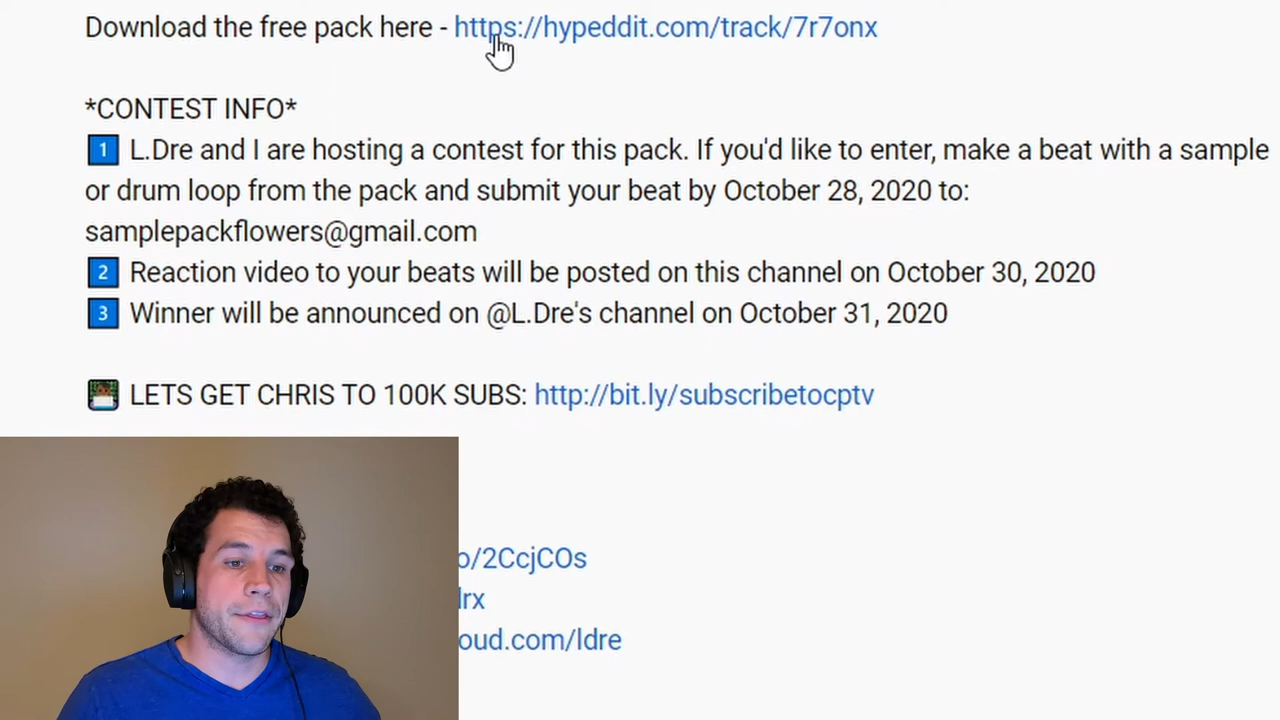 Download the free pack here - https://hypeddit.com/track/7r7onx
*CONTEST INFO*
1 L.Dre and I are hosting a contest for this pack. If you'd like to enter, make a beat with a sample
or drum loop from the pack and submit your beat by October 28, 2020 to:
samplepackflowers@gmail.com
2 Reaction video to your beats will be posted on this channel on October 30, 2020
3 Winner will be announced on @L.Dre's channel on October 31, 2020
LETS GET CHRIS TO 100K SUBS: http://bit.ly/subscribetocptv
o/2CcjCOs
lrx
oud.com/ldre